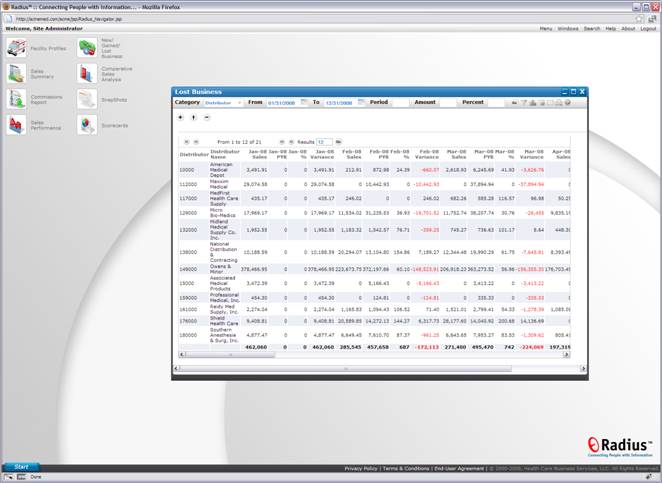 Radius™ :: Connecting People with Information... - Mozilla Firefox
http://acmemed.com/acme/jsp/Radius_Navigator.jsp
Welcome, Site Administrator
Menu Windows Search Help About Logout
Facility Profiles
New/ Gained/ Lost Business
Sales Summary
Comparative Sales Analysis
Commissions Report
SnapShots
Sales Performance
Scorecards
Lost Business
Category Distributor From 01/31/2008 To 12/31/2008 Period Amount Percent
From 1 to 12 of 21 Results 12
Distributor Distributor Name Jan-08 Sales Jan-08 PYR Jan-08 % Jan-08 Variance Feb-08 Sales Feb-08 PYR Feb-08 % Feb-08 Variance Mar-08 Sales Mar-08 PYR Mar-08 % Mar-08 Variance Apr-08 Sales
10000 American Medical Depot 3,491.91 0 0 3,491.91 212.91 872.98 24.39 -660.07 2,618.93 6,245.69 41.93 -3,626.76
112000 Maxxim Medical 29,074.58 0 0 29,074.58 0 10,442.93 0 -10,442.93 0 37,894.94 0 -37,894.94
117000 MedFirst Health Care Supply 435.17 0 0 435.17 246.02 0 0 246.02 682.26 585.29 116.57 96.98 50.25
129000 Micro Bio-Medics 17,969.17 0 0 17,969.17 11,534.02 31,235.53 36.93 -19,701.52 11,752.74 38,207.74 30.76 -26,455 9,835.19
132000 Midland Medical Supply Co. Inc. 1,952.55 0 0 1,952.55 1,183.32 1,542.57 76.71 -359.25 745.27 736.63 101.17 8.64 448.30
138000 National Distribution & Contracting 10,188.59 0 0 10,188.59 20,294.07 13,104.80 154.86 7,189.27 12,344.48 19,990.29 61.75 -7,645.81 8,393.49
149000 Owens & Minor 378,466.95 0 0 378,466.95 223,673.75 372,197.66 60.10 -148,523.91 206,918.23 363,273.52 56.96 -156,355.30 176,703.45
15000 Associated Medical Products 3,472.39 0 0 3,472.39 0 5,166.43 0 -5,166.43 0 3,413.22 0 -3,413.22
159000 Professional Medical, Inc. 454.30 0 0 454.30 0 124.81 0 -124.81 0 335.33 0 -335.33
161000 Reidy Med Supply, Inc. 2,274.04 0 0 2,274.04 1,165.83 1,094.43 106.52 71.40 1,521.01 2,799.41 54.33 -1,278.39 1,085.09
176000 Shield Health Care 9,408.81 0 0 9,408.81 20,589.85 14,272.13 144.27 6,317.73 28,177.60 14,040.92 200.68 14,136.69
180000 Southern Anesthesia & Surg, Inc. 4,877.47 0 0 4,877.47 6,649.45 7,610.70 87.37 -961.25 6,643.65 7,953.27 83.53 -1,309.62 805.41
462,060 0 0 462,060 285,545 457,658 687 -172,113 271,400 495,470 742 -224,069 197,319
Radius™
Connecting People with Information
Start
Privacy Policy | Terms & Conditions | End-User Agreement | © 2000-2008, Health Care Business Services, LLC. All Rights Reserved.
Done